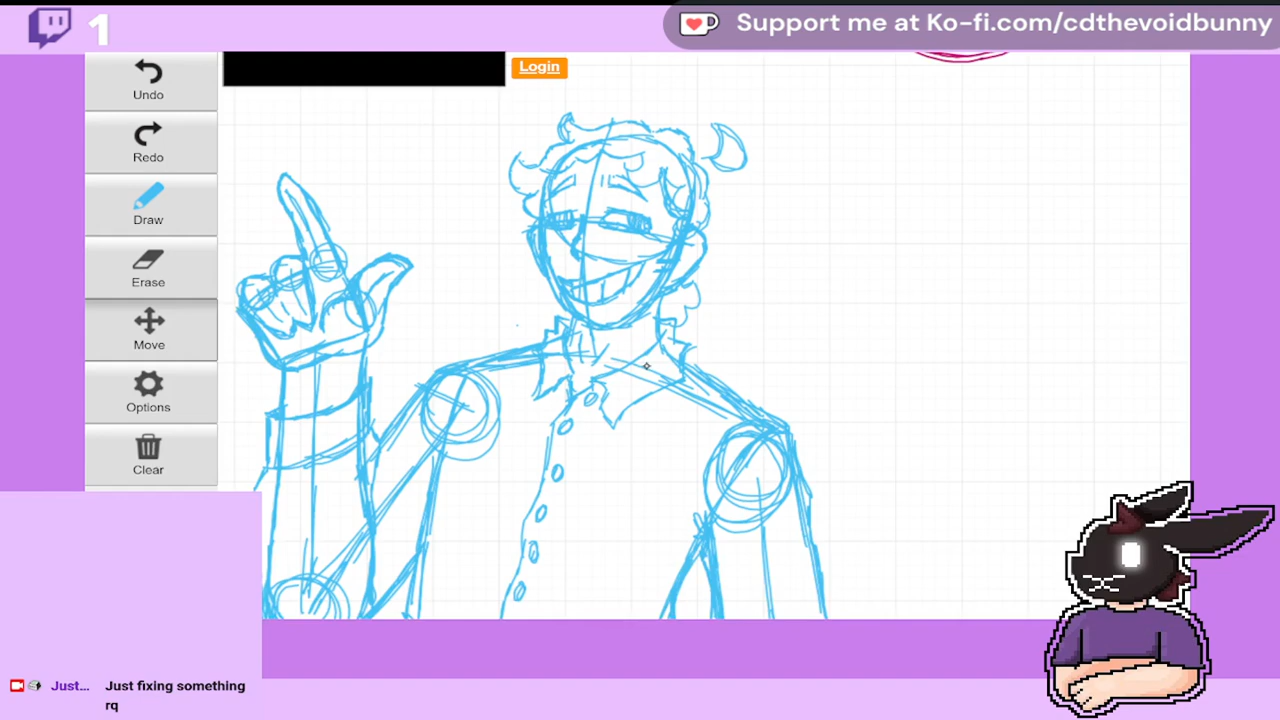 1
Support me at Ko-fi.com/cdthevoidbunny
Login
Undo
Redo
Draw
Erase
Move
Options
Clear
Just... Just fixing something
rq